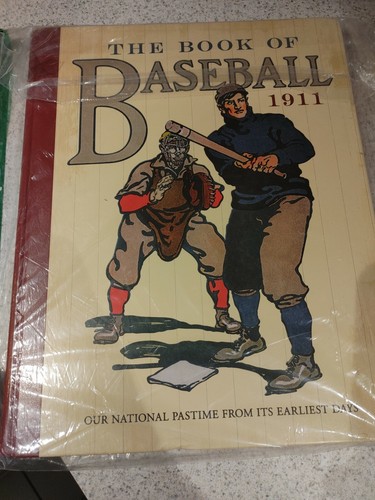 THE BOOK OF
BASEBALL
1911
OUR NATIONAL PASTIME FROM ITS EARLIEST DAYS